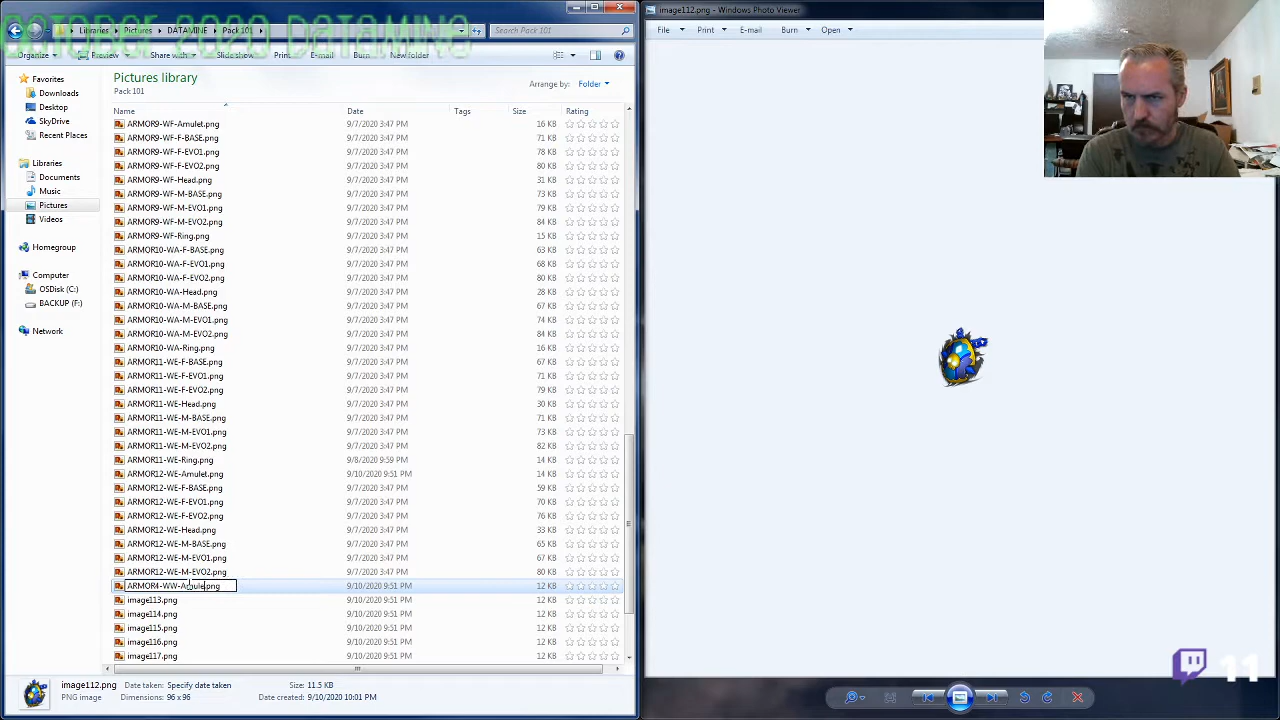 Libraries Pictures DATAMINE Pack 101
Search Pack 101
image112.png - Windows Photo Viewer
Organize Preview Share with Slide show Print E-mail Burn New folder
File Print E-mail Burn Open
Pictures library
Pack 101
Arrange by: Folder
Name Date Tags Size Rating
Favorites
Downloads
Desktop
SkyDrive
Recent Places
Libraries
Documents
Music
Pictures
Videos
Homegroup
Computer
OSDisk (C:)
BACKUP (F:)
Network
ARMOR9-WF-Amulet.png 9/7/2020 3:47 PM 16 KB
ARMOR9-WF-F-BASE.png 9/7/2020 3:47 PM 71 KB
ARMOR9-WF-F-EVO1.png 9/7/2020 3:47 PM 78 KB
ARMOR9-WF-F-EVO2.png 9/7/2020 3:47 PM 80 KB
ARMOR9-WF-Head.png 9/7/2020 3:47 PM 31 KB
ARMOR9-WF-M-BASE.png 9/7/2020 3:47 PM 73 KB
ARMOR9-WF-M-EVO1.png 9/7/2020 3:47 PM 79 KB
ARMOR9-WF-M-EVO2.png 9/7/2020 3:47 PM 84 KB
ARMOR9-WF-Ring.png 9/7/2020 3:47 PM 15 KB
ARMOR10-WA-F-BASE.png 9/7/2020 3:47 PM 63 KB
ARMOR10-WA-F-EVO1.png 9/7/2020 3:47 PM 68 KB
ARMOR10-WA-F-EVO2.png 9/7/2020 3:47 PM 80 KB
ARMOR10-WA-Head.png 9/7/2020 3:47 PM 28 KB
ARMOR10-WA-M-BASE.png 9/7/2020 3:47 PM 67 KB
ARMOR10-WA-M-EVO1.png 9/7/2020 3:47 PM 74 KB
ARMOR10-WA-M-EVO2.png 9/7/2020 3:47 PM 84 KB
ARMOR10-WA-Ring.png 9/7/2020 3:47 PM 16 KB
ARMOR11-WE-F-BASE.png 9/7/2020 3:47 PM 67 KB
ARMOR11-WE-F-EVO1.png 9/7/2020 3:47 PM 71 KB
ARMOR11-WE-F-EVO2.png 9/7/2020 3:47 PM 79 KB
ARMOR11-WE-Head.png 9/7/2020 3:47 PM 30 KB
ARMOR11-WE-M-BASE.png 9/7/2020 3:47 PM 71 KB
ARMOR11-WE-M-EVO1.png 9/7/2020 3:47 PM 73 KB
ARMOR11-WE-M-EVO2.png 9/7/2020 3:47 PM 82 KB
ARMOR11-WE-Ring.png 9/8/2020 9:59 PM 14 KB
ARMOR12-WE-Amulet.png 9/10/2020 9:51 PM 14 KB
ARMOR12-WE-F-BASE.png 9/7/2020 3:47 PM 59 KB
ARMOR12-WE-F-EVO1.png 9/7/2020 3:47 PM 70 KB
ARMOR12-WE-F-EVO2.png 9/7/2020 3:47 PM 76 KB
ARMOR12-WE-Head.png 9/7/2020 3:47 PM 33 KB
ARMOR12-WE-M-BASE.png 9/7/2020 3:47 PM 65 KB
ARMOR12-WE-M-EVO1.png 9/7/2020 3:47 PM 67 KB
ARMOR12-WE-M-EVO2.png 9/7/2020 3:47 PM 80 KB
ARMOR4-WW-Amule.png 9/10/2020 9:51 PM 12 KB
image113.png 9/10/2020 9:51 PM 12 KB
image114.png 9/10/2020 9:51 PM 12 KB
image115.png 9/10/2020 9:51 PM 12 KB
image116.png 9/10/2020 9:51 PM 12 KB
image117.png 9/10/2020 9:51 PM 12 KB
image112.png Date taken: Specify date taken Size: 11.5 KB
PNG image Dimensions: 96 x 96 Date created: 9/10/2020 10:01 PM
11